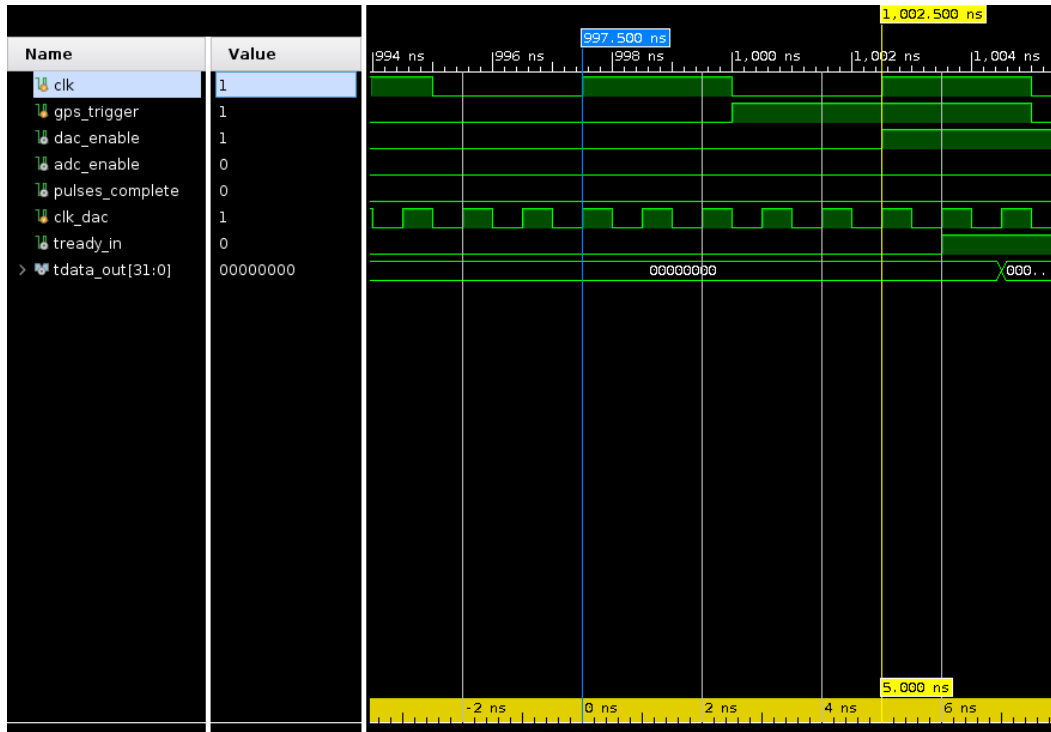 1,002.500 ns
997.500 ns
Name Value
994 ns 996 ns 998 ns 1,000 ns 1,002 ns 1,004 ns
clk 1
gps_trigger 1
dac_enable 1
adc_enable 0
pulses_complete 0
clk_dac 1
tready_in 0
> tdata_out[31:0] 00000000 00000000 000..
5.000 ns
-2 ns 0 ns 2 ns 4 ns 6 ns